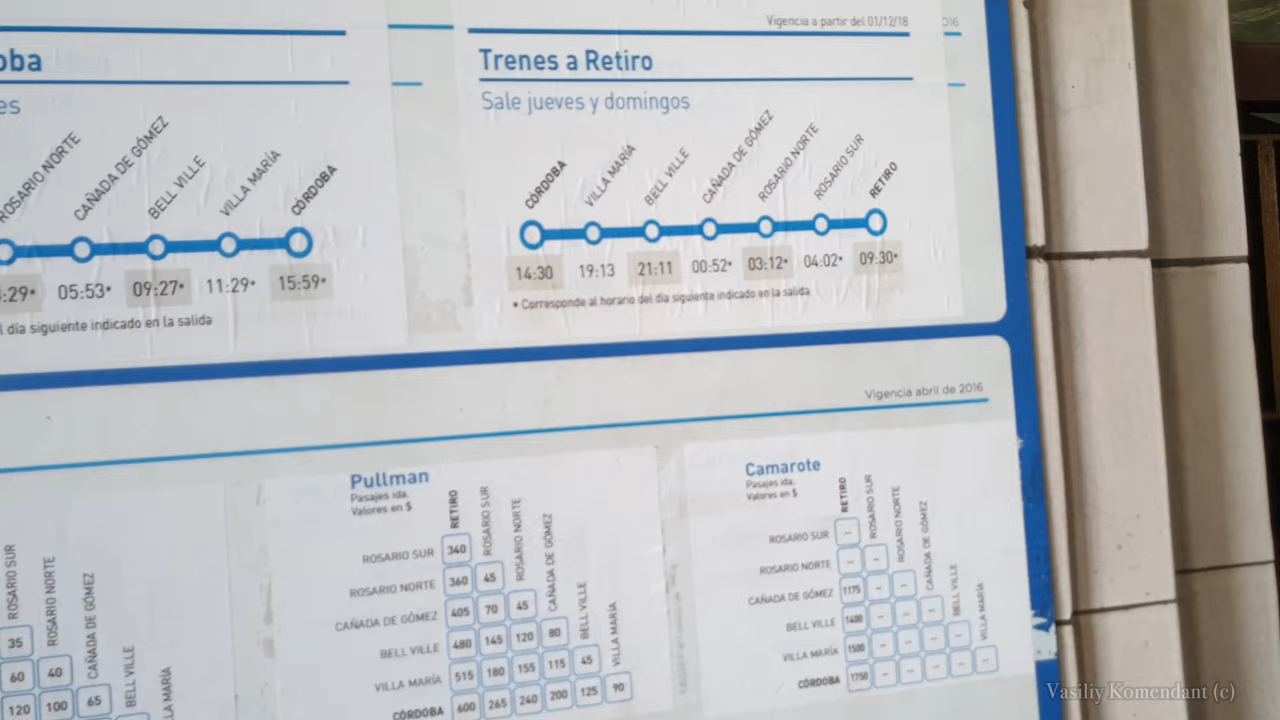 Vigencia a partir del 01/12/18
016
oba
Trenes a Retiro
es
Sale jueves y domingos
ROSARIO NORTE
CAÑADA DE GÓMEZ
BELL VILLE
VILLA MARÍA
CÓRDOBA
CÓRDOBA
VILLA MARÍA
BELL VILLE
CAÑADA DE GÓMEZ
ROSARIO NORTE
ROSARIO SUR
RETIRO
:29* 05:53* 09:27* 11:29* 15:59*
14:30 19:13 21:11 00:52* 03:12* 04:02* 09:30*
l día siguiente indicado en la salida
* Corresponde al horario del día siguiente indicado en la salida
Vigencia abril de 2016
ROSARIO SUR
ROSARIO NORTE
CAÑADA DE GÓMEZ
BELL VILLE
LLA MARÍA
35
60 40
120 100 65
Pullman
Pasajes ida.
Valores en $
RETIRO
ROSARIO SUR
ROSARIO NORTE
CAÑADA DE GÓMEZ
BELL VILLE
VILLA MARÍA
ROSARIO SUR 340
ROSARIO NORTE 360 45
CAÑADA DE GÓMEZ 405 70 45
BELL VILLE 480 145 120 80
VILLA MARÍA 515 180 155 115 45
CÓRDOBA 600 265 240 200 125 90
Camarote
Pasajes ida.
Valores en $
RETIRO
ROSARIO SUR
ROSARIO NORTE
CAÑADA DE GÓMEZ
BELL VILLE
VILLA MARÍA
ROSARIO SUR -
ROSARIO NORTE - -
CAÑADA DE GÓMEZ 1175 - -
BELL VILLE 1400 - - -
VILLA MARÍA 1500 - - - -
CÓRDOBA 1750 - - - - -
Vasiliy Komendant (c)